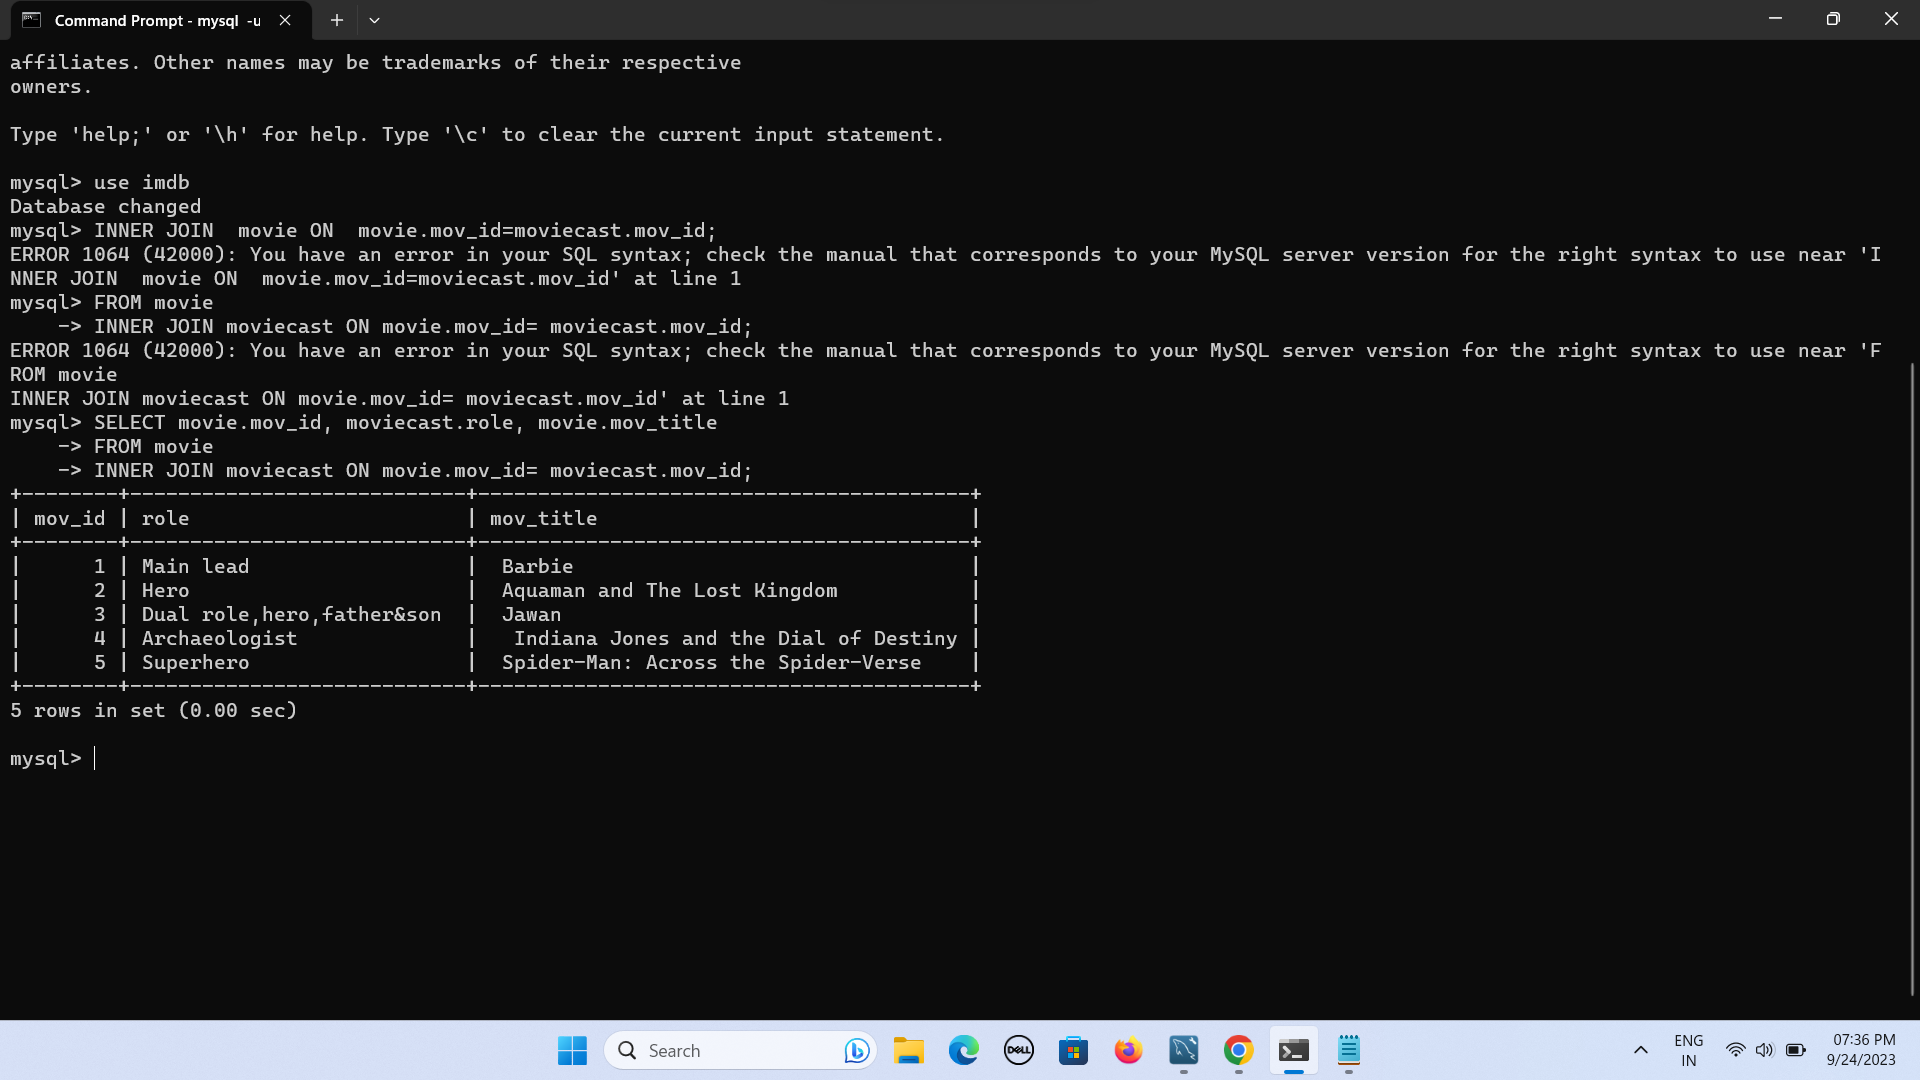 Command Prompt - mysql -u
affiliates. Other names may be trademarks of their respective
owners.
Type 'help;' or '\h' for help. Type '\c' to clear the current input statement.
mysql> use imdb
Database changed
mysql> INNER JOIN  movie ON  movie.mov_id=moviecast.mov_id;
ERROR 1064 (42000): You have an error in your SQL syntax; check the manual that corresponds to your MySQL server version for the right syntax to use near 'I
NNER JOIN  movie ON  movie.mov_id=moviecast.mov_id' at line 1
mysql> FROM movie
    -> INNER JOIN moviecast ON movie.mov_id= moviecast.mov_id;
ERROR 1064 (42000): You have an error in your SQL syntax; check the manual that corresponds to your MySQL server version for the right syntax to use near 'F
ROM movie
INNER JOIN moviecast ON movie.mov_id= moviecast.mov_id' at line 1
mysql> SELECT movie.mov_id, moviecast.role, movie.mov_title
    -> FROM movie
    -> INNER JOIN moviecast ON movie.mov_id= moviecast.mov_id;
+--------+----------------------------+-----------------------------------------+
| mov_id | role                       | mov_title                               |
+--------+----------------------------+-----------------------------------------+
|      1 | Main lead                  |  Barbie                                 |
|      2 | Hero                       |  Aquaman and The Lost Kingdom           |
|      3 | Dual role,hero,father&son  |  Jawan                                  |
|      4 | Archaeologist              |   Indiana Jones and the Dial of Destiny |
|      5 | Superhero                  |  Spider-Man: Across the Spider-Verse    |
+--------+----------------------------+-----------------------------------------+
5 rows in set (0.00 sec)
mysql>
Search
DELL
ENG
IN
07:36 PM
9/24/2023